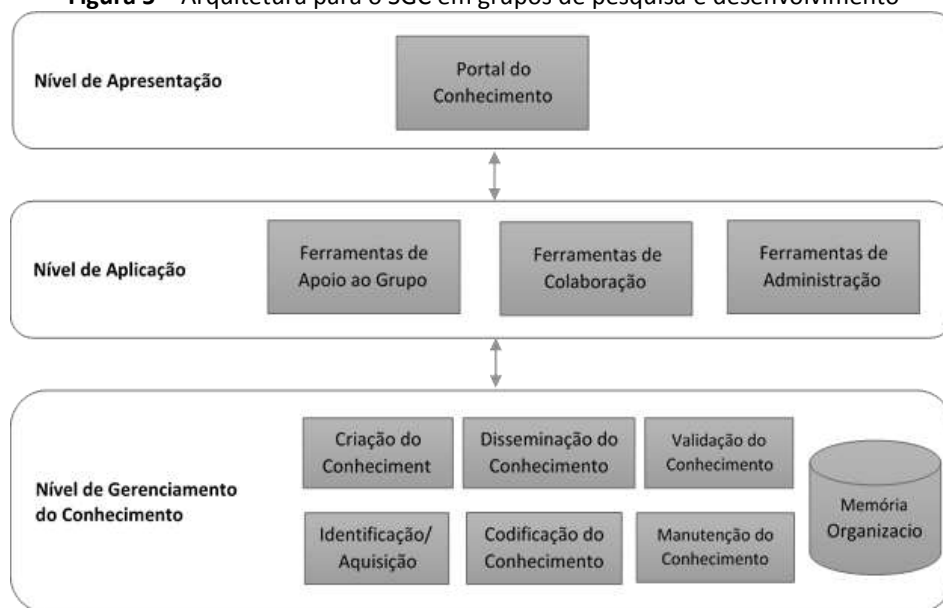 Figura 3 – Arquitetura para o SGC em grupos de pesquisa e desenvolvimento
Nível de Apresentação
Portal do
Conhecimento
Nível de Aplicação
Ferramentas de
Apoio ao Grupo
Ferramentas de
Colaboração
Ferramentas de
Administração
Nível de Gerenciamento
do Conhecimento
Criação do
Conheciment
Disseminação do
Conhecimento
Validação do
Conhecimento
Identificação/
Aquisição
Codificação do
Conhecimento
Manutenção do
Conhecimento
Memória
Organizacio